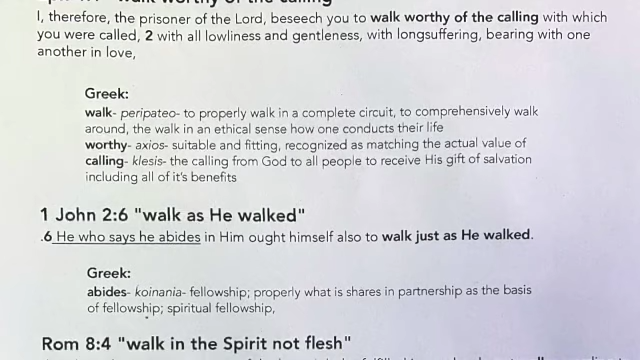 walk worthy of the calling
I, therefore, the prisoner of the Lord, beseech you to walk worthy of the calling with which
you were called, 2 with all lowliness and gentleness, with longsuffering, bearing with one
another in love,
Greek:
walk- peripateo- to properly walk in a complete circuit, to comprehensively walk
around, the walk in an ethical sense how one conducts their life
worthy- axios- suitable and fitting, recognized as matching the actual value of
calling- klesis- the calling from God to all people to receive His gift of salvation
including all of it's benefits
1 John 2:6 "walk as He walked"
.6 He who says he abides in Him ought himself also to walk just as He walked.
Greek:
abides- koinania- fellowship; properly what is shares in partnership as the basis
of fellowship; spiritual fellowship,
Rom 8:4 "walk in the Spirit not flesh"